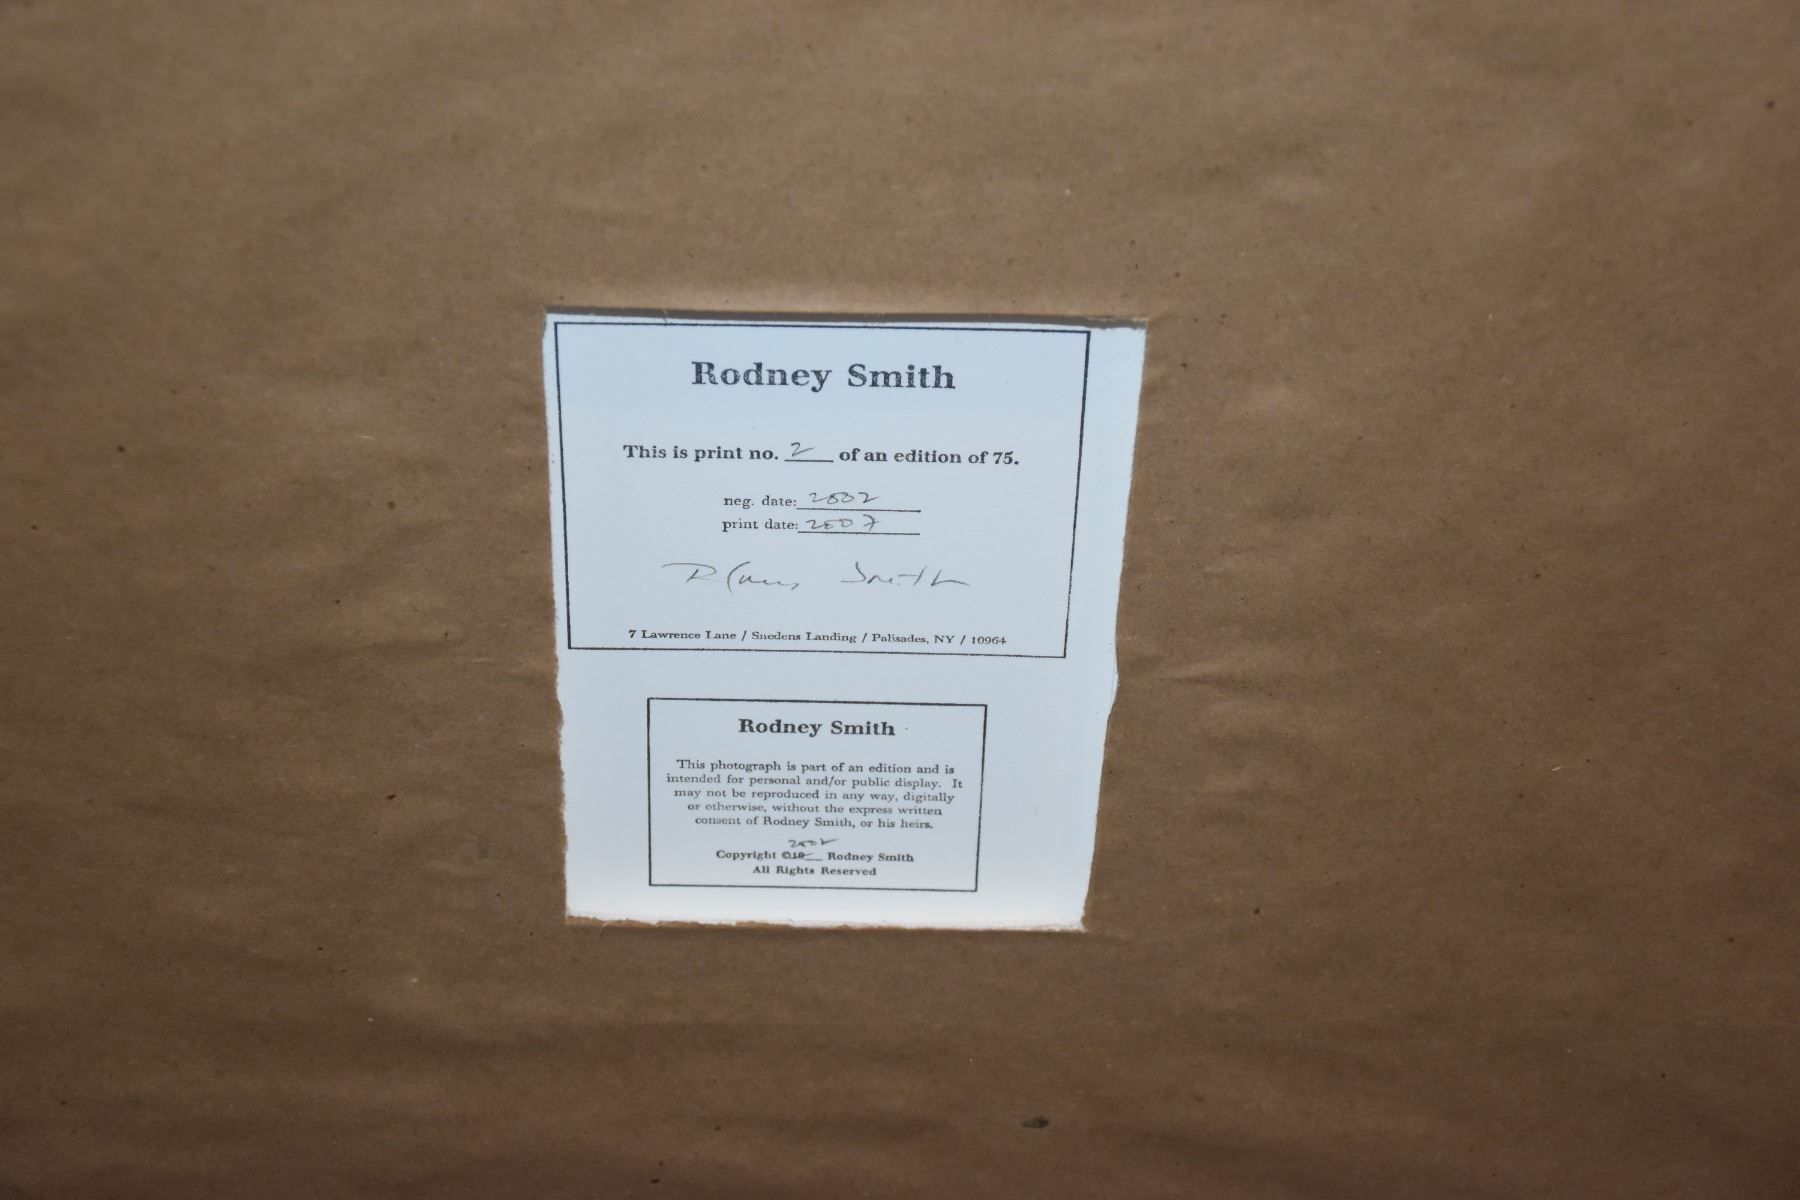 Rodney Smith
This is print no. 2 of an edition of 75.
neg. date: 2002
print date: 2007
Smith
7 Lawrence Lane / Snedens Landing / Palisades, NY / 10964
Rodney Smith
This photograph is part of an edition and is
intended for personal and/or public display. It
may not be reproduced in any way, digitally
or otherwise, without the express written
consent of Rodney Smith, or his heirs.
2002
Copyright ©19__ Rodney Smith
All Rights Reserved